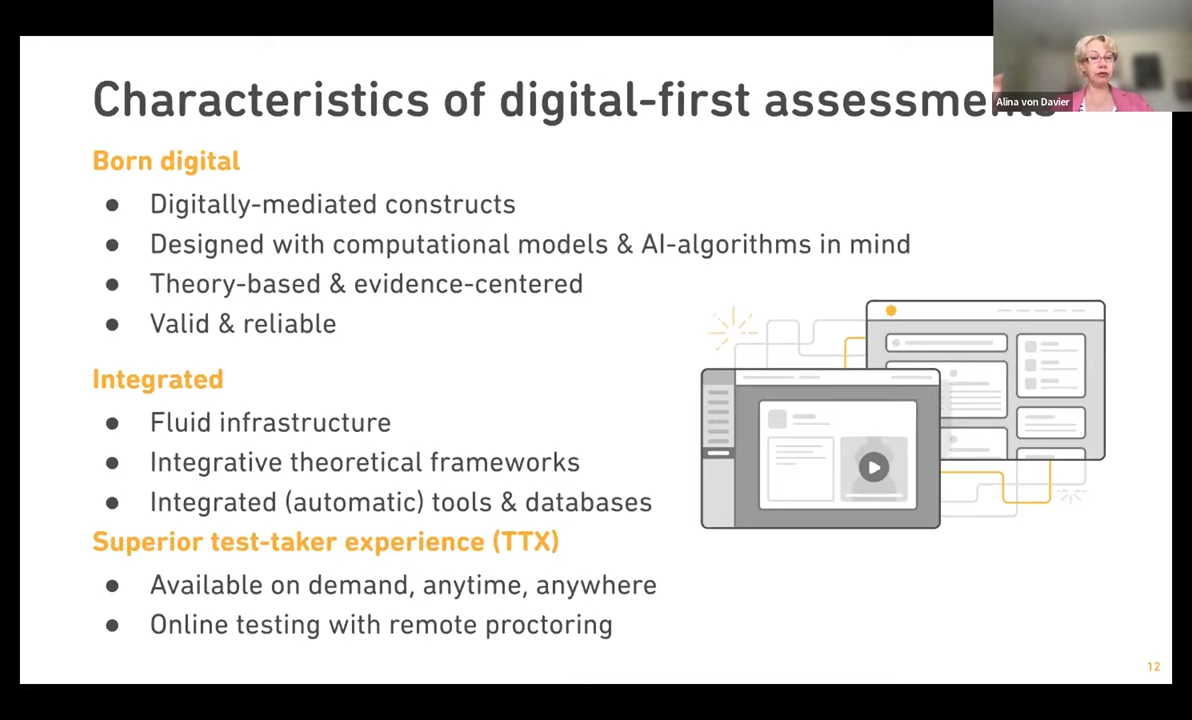 Characteristics of digital-first
Alina von Davier
Born digital
● Digitally-mediated constructs
● Designed with computational models & AI-algorithms in mind
● Theory-based & evidence-centered
● Valid & reliable
Integrated
● Fluid infrastructure
● Integrative theoretical frameworks
● Integrated (automatic) tools & databases
Superior test-taker experience (TTX)
● Available on demand, anytime, anywhere
● Online testing with remote proctoring
12